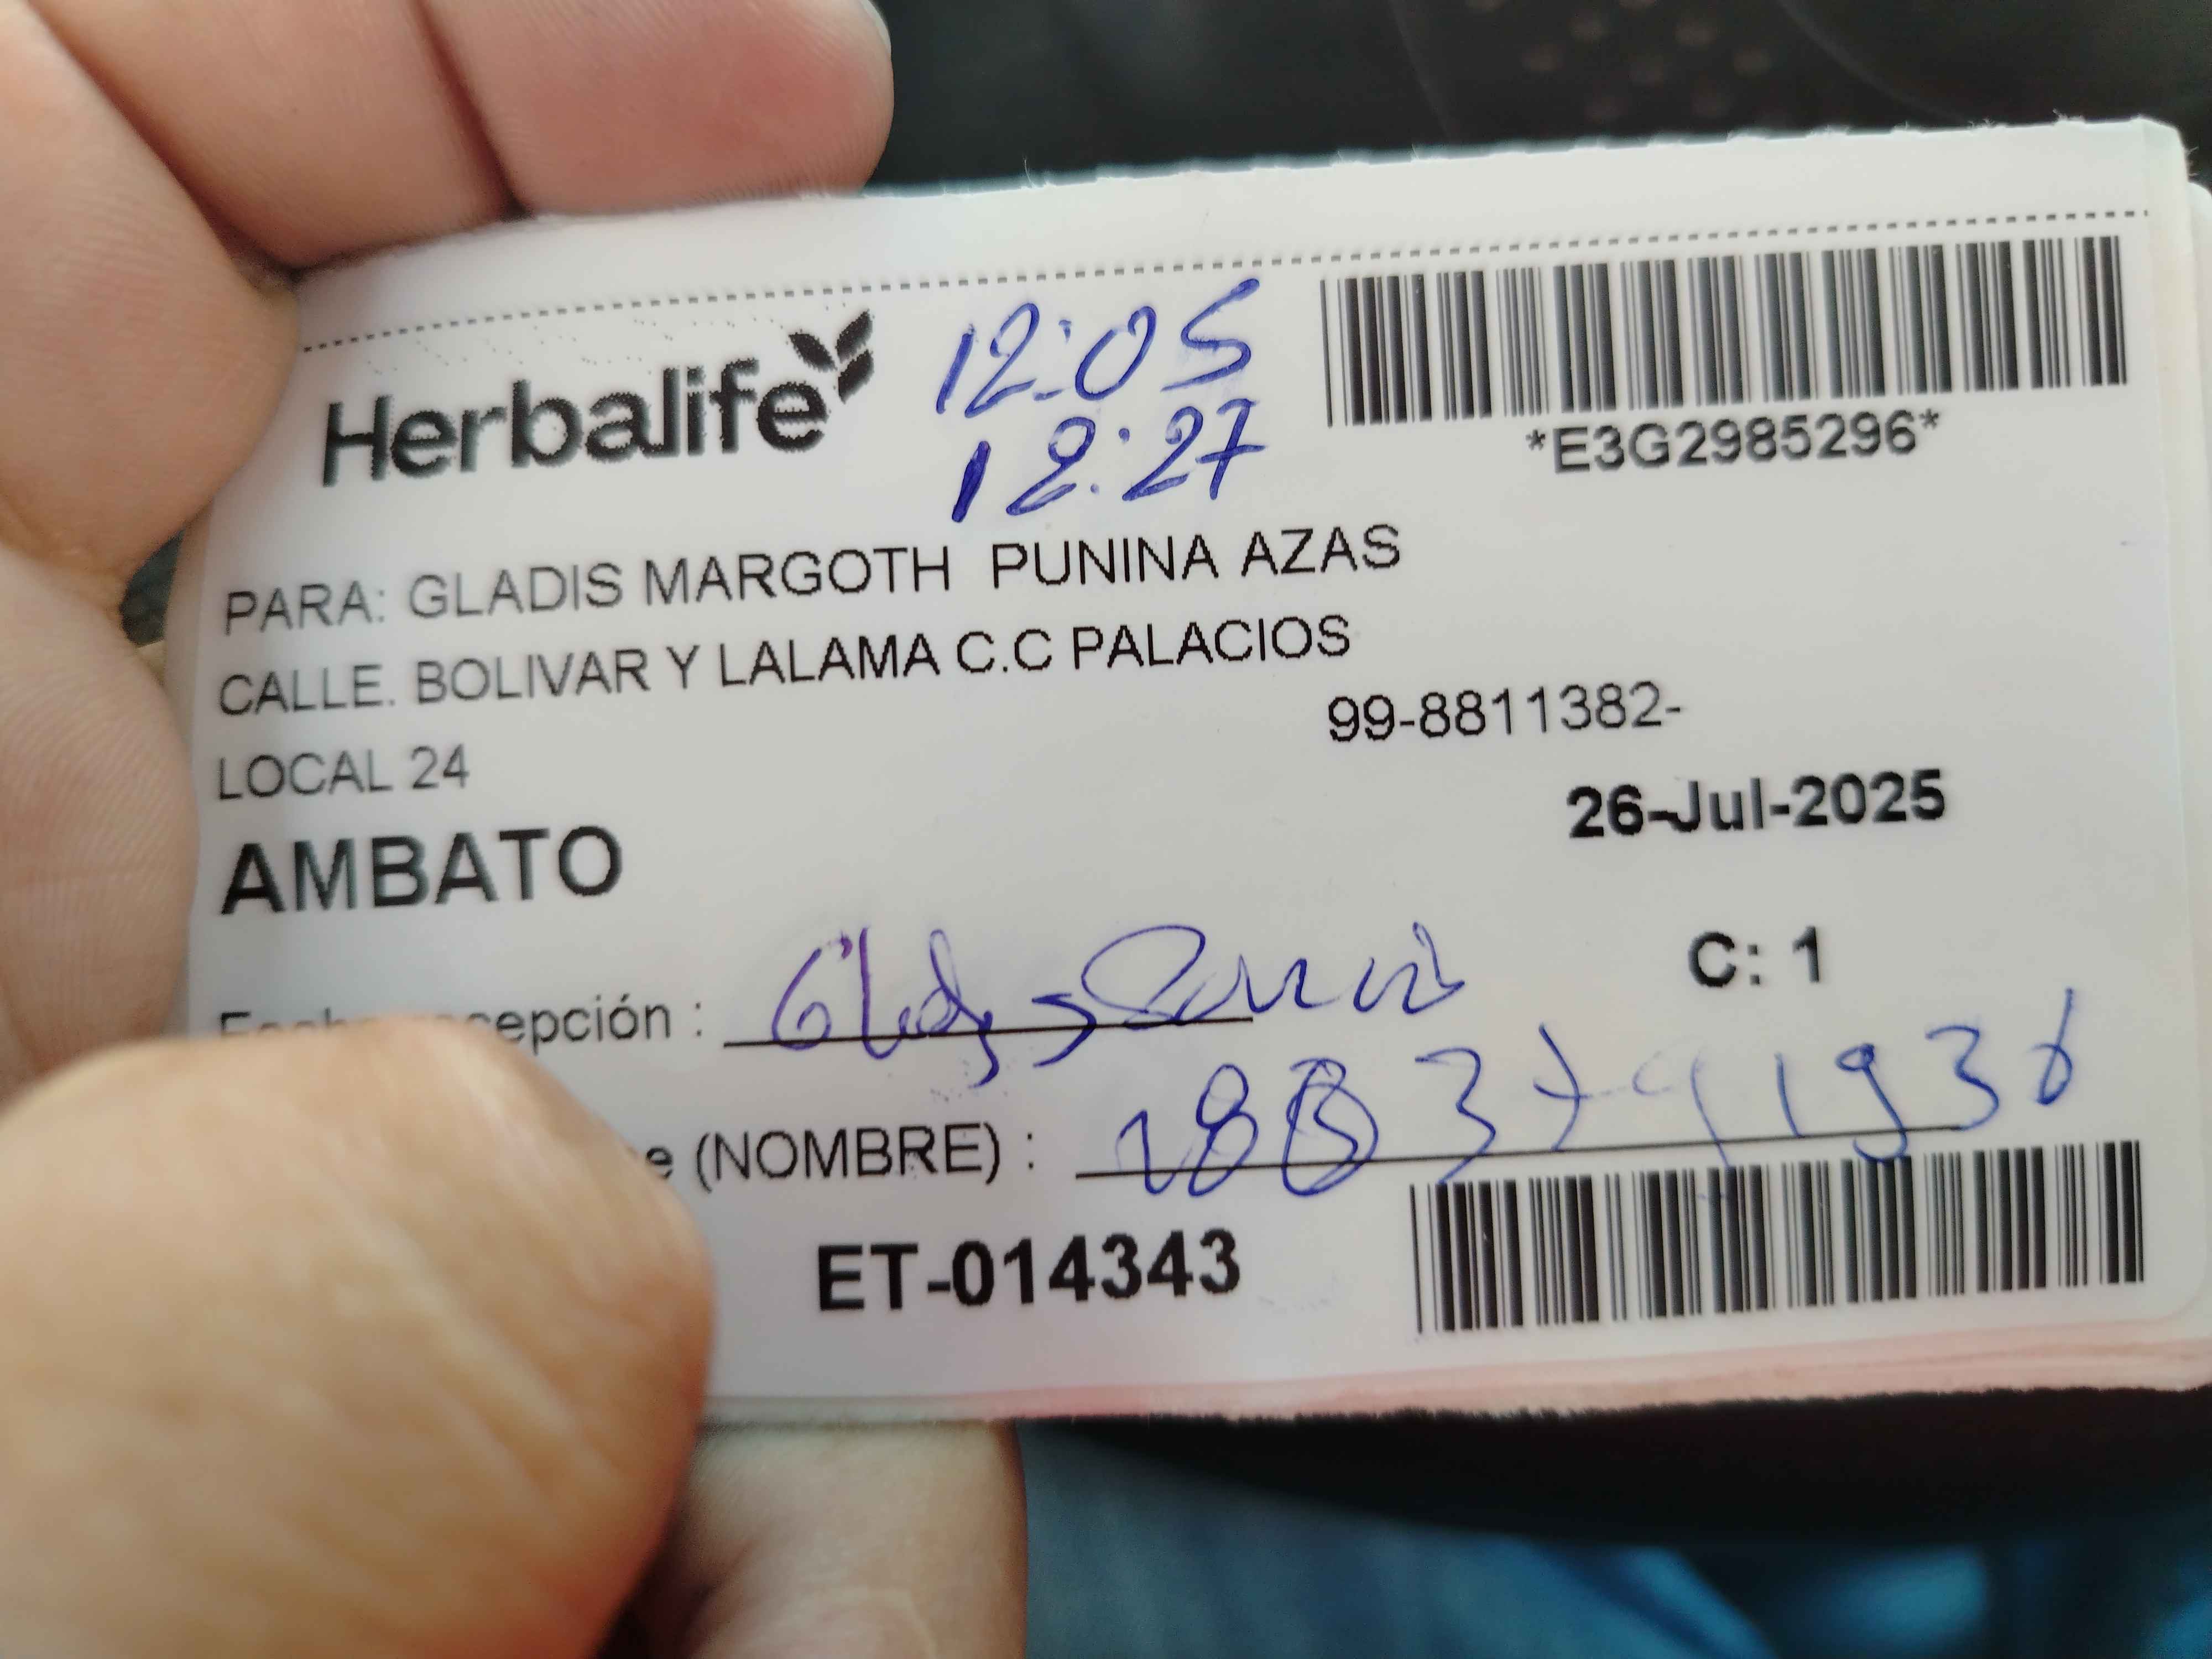 Herbalife
12:05
12:27
*E3G2985296*
PARA: GLADIS MARGOTH PUNINA AZAS
CALLE. BOLIVAR Y LALAMA C.C PALACIOS
99-8811382-
LOCAL 24
26-Jul-2025
AMBATO
C: 1
recepción :
(NOMBRE) :
ET-014343